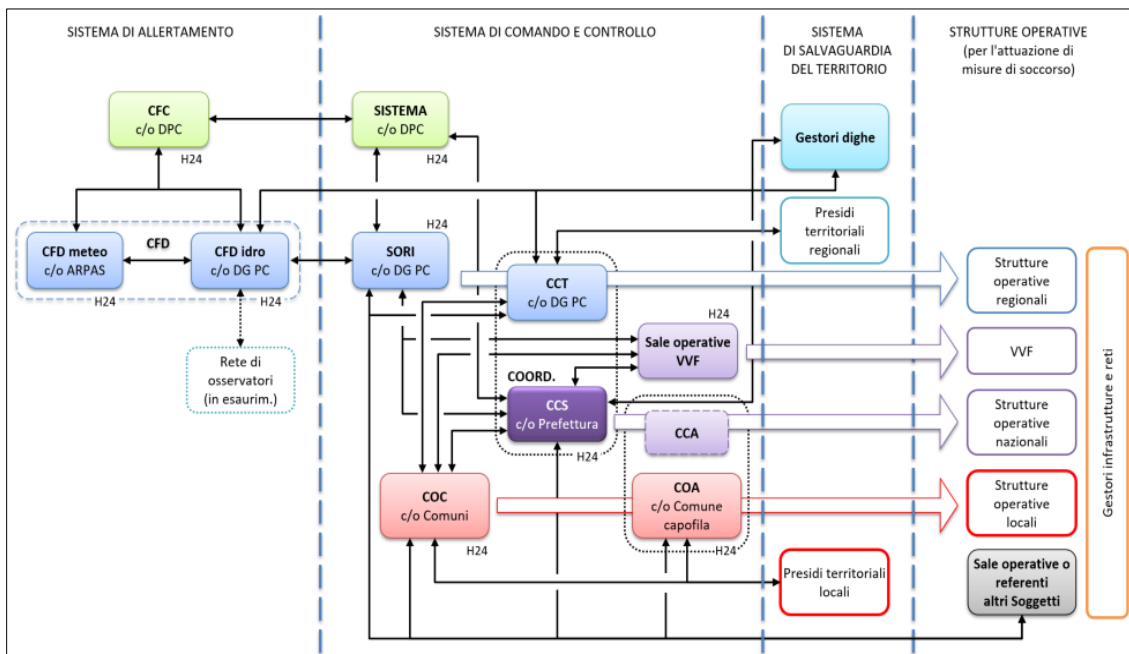 SISTEMA DI ALLERTAMENTO
SISTEMA DI COMANDO E CONTROLLO
SISTEMA
DI SALVAGUARDIA
DEL TERRITORIO
STRUTTURE OPERATIVE
(per l'attuazione di
misure di soccorso)
CFC
c/o DPC
H24
SISTEMA
c/o DPC
H24
Gestori dighe
Presidi
territoriali
regionali
CFD meteo
c/o ARPAS
H24
CFD
CFD idro
c/o DG PC
H24
H24
SORI
c/o DG PC
CCT
c/o DG PC
Strutture
operative
regionali
Rete di
osservatori
(in esaurim.)
H24
Sale operative
VVF
VVF
COORD.
CCS
c/o Prefettura
H24
CCA
Strutture
operative
nazionali
COC
c/o Comuni
H24
COA
c/o Comune
capofila
H24
Strutture
operative
locali
Presidi territoriali
locali
Sale operative o
referenti
altri Soggetti
Gestori infrastrutture e reti